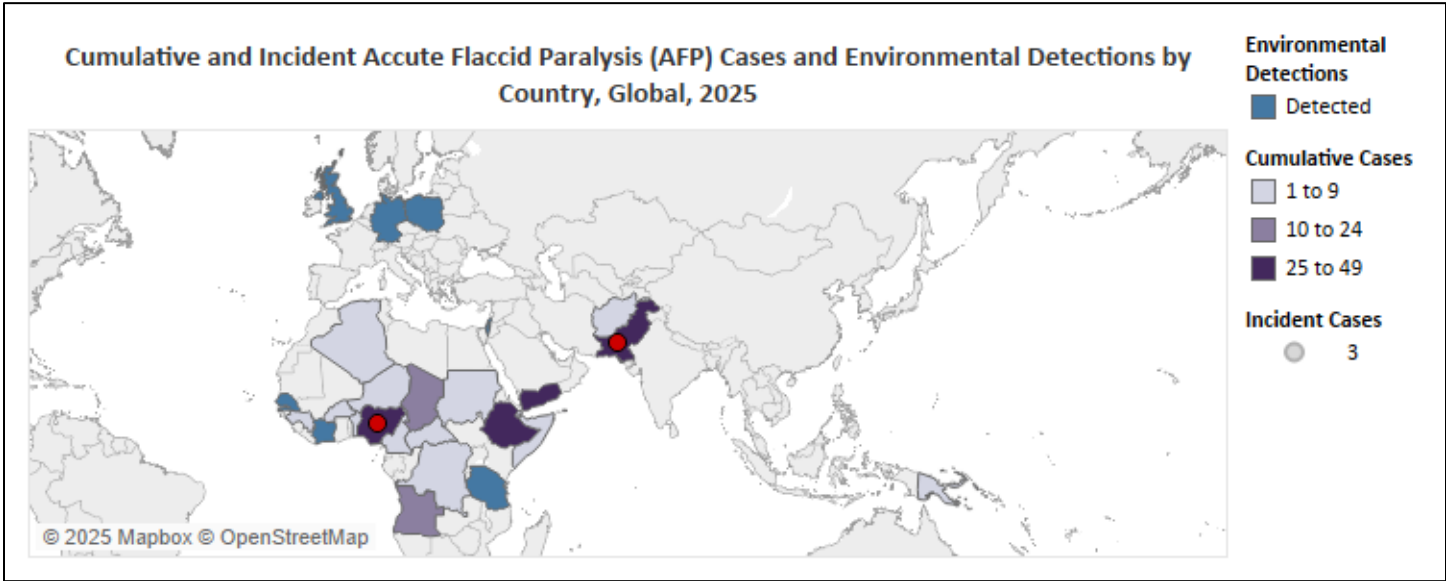 Cumulative and Incident Accute Flaccid Paralysis (AFP) Cases and Environmental Detections by
Country, Global, 2025
Environmental
Detections
Detected
Cumulative Cases
1 to 9
10 to 24
25 to 49
Incident Cases
3
© 2025 Mapbox © OpenStreetMap